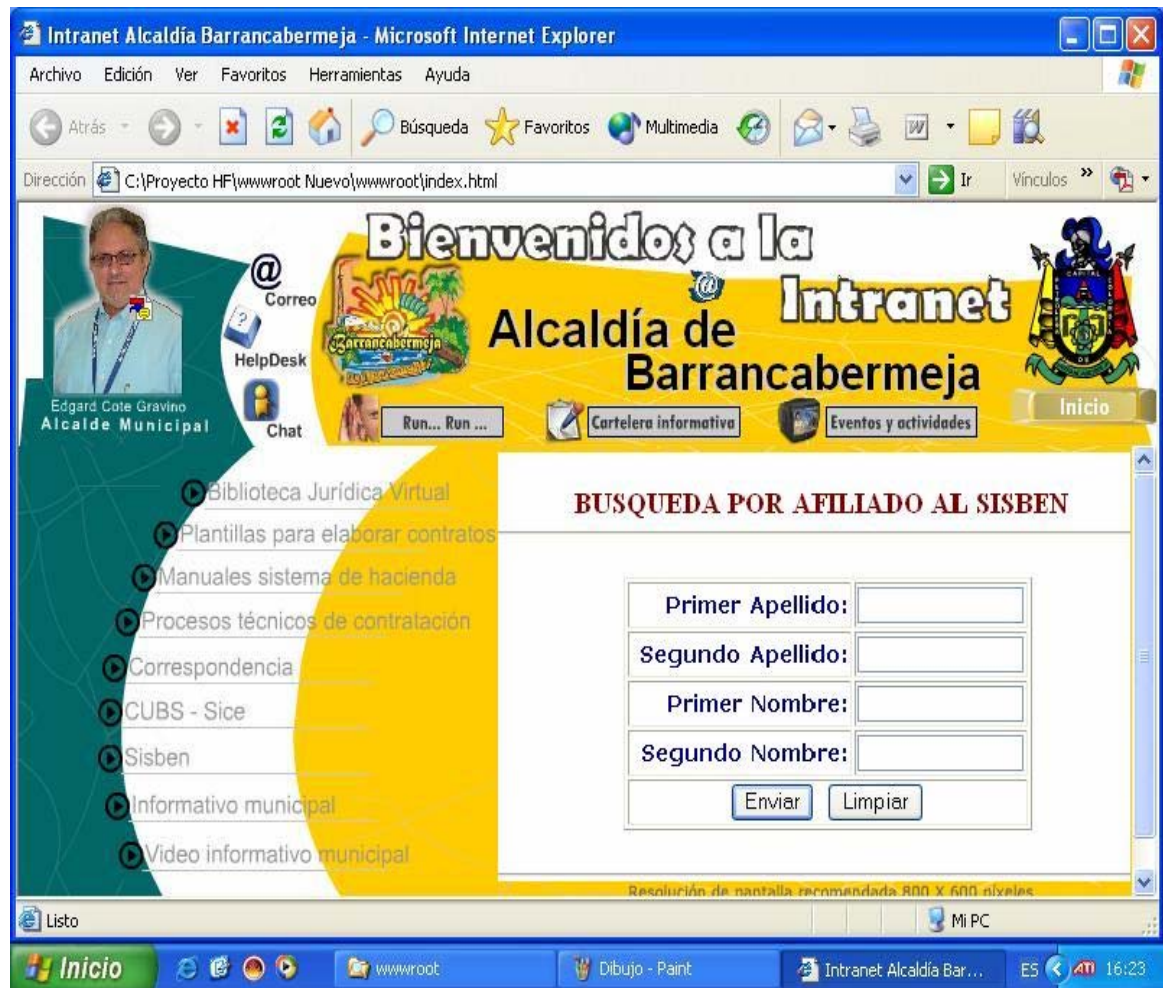 Intranet Alcaldía Barrancabermeja - Microsoft Internet Explorer
Archivo Edición Ver Favoritos Herramientas Ayuda
Atrás Búsqueda Favoritos Multimedia
Dirección C:\Proyecto HF\wwwroot Nuevo\wwwroot\index.html Ir Vínculos »
Bienvenidos a la
Intranet
Alcaldía de
Barrancabermeja
@
Correo
HelpDesk
Chat
Barrancabermeja
Edgard Cote Gravino
Alcalde Municipal
Inicio
Run... Run ...
Cartelera informativa
Eventos y actividades
Biblioteca Jurídica Virtual
Plantillas para elaborar contratos
Manuales sistema de hacienda
Procesos técnicos de contratación
Correspondencia
CUBS - Sice
Sisben
Informativo municipal
Video informativo municipal
BUSQUEDA POR AFILIADO AL SISBEN
Primer Apellido:
Segundo Apellido:
Primer Nombre:
Segundo Nombre:
Enviar Limpiar
Resolución de pantalla recomendada 800 X 600 píxeles
Listo Mi PC
Inicio wwwroot Dibujo - Paint Intranet Alcaldía Bar... ES ATI 16:23